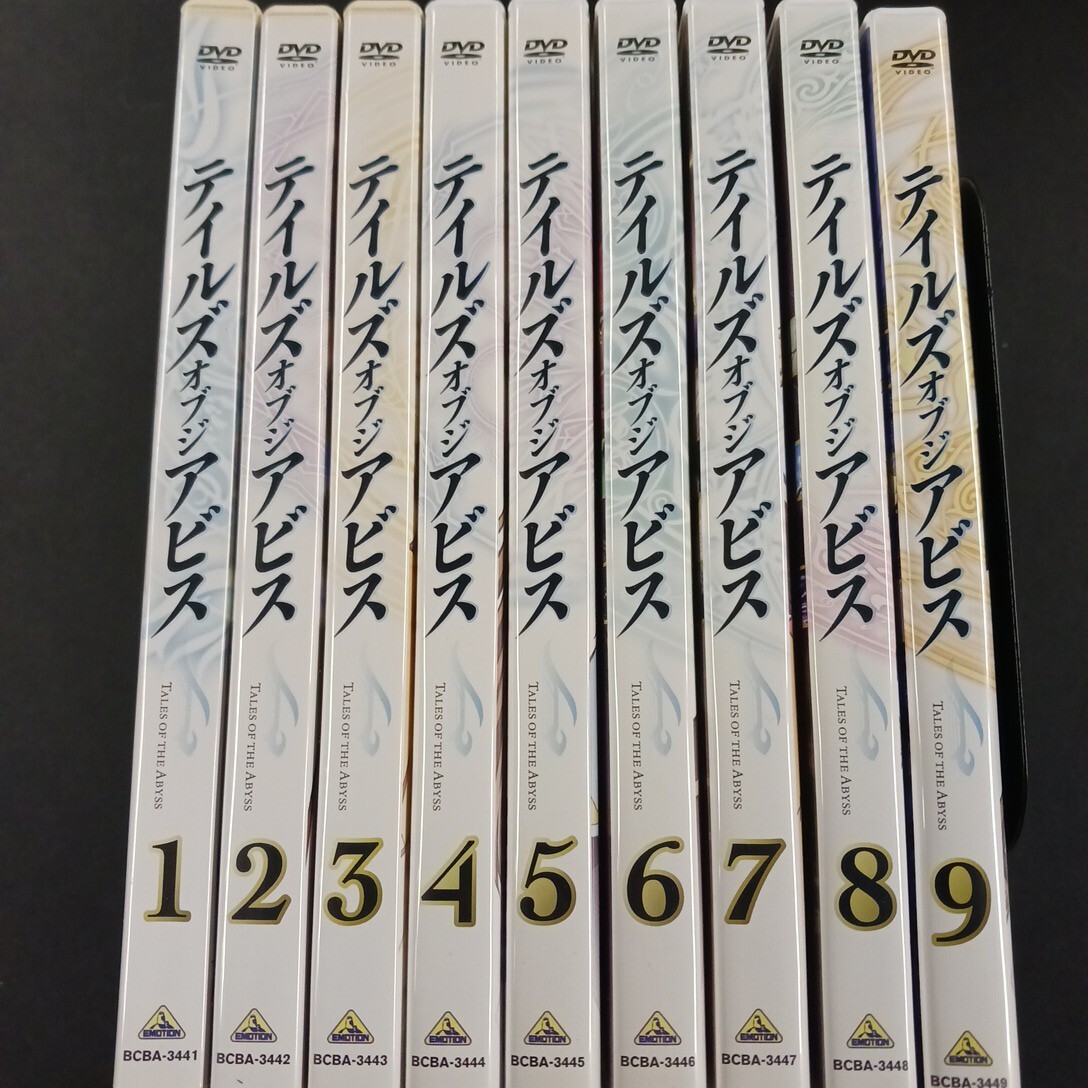 DVD
VIDEO
テイルズ オブ ジ アビス
TALES OF THE ABYSS
1
EMOTION
BCBA-3441
DVD
VIDEO
テイルズ オブ ジ アビス
TALES OF THE ABYSS
2
EMOTION
BCBA-3442
DVD
VIDEO
テイルズ オブ ジ アビス
TALES OF THE ABYSS
3
EMOTION
BCBA-3443
DVD
VIDEO
テイルズ オブ ジ アビス
TALES OF THE ABYSS
4
EMOTION
BCBA-3444
DVD
VIDEO
テイルズ オブ ジ アビス
TALES OF THE ABYSS
5
EMOTION
BCBA-3445
DVD
VIDEO
テイルズ オブ ジ アビス
TALES OF THE ABYSS
6
EMOTION
BCBA-3446
DVD
VIDEO
テイルズ オブ ジ アビス
TALES OF THE ABYSS
7
EMOTION
BCBA-3447
DVD
VIDEO
テイルズ オブ ジ アビス
TALES OF THE ABYSS
8
EMOTION
BCBA-3448
DVD
VIDEO
テイルズ オブ ジ アビス
TALES OF THE ABYSS
9
EMOTION
BCBA-3449